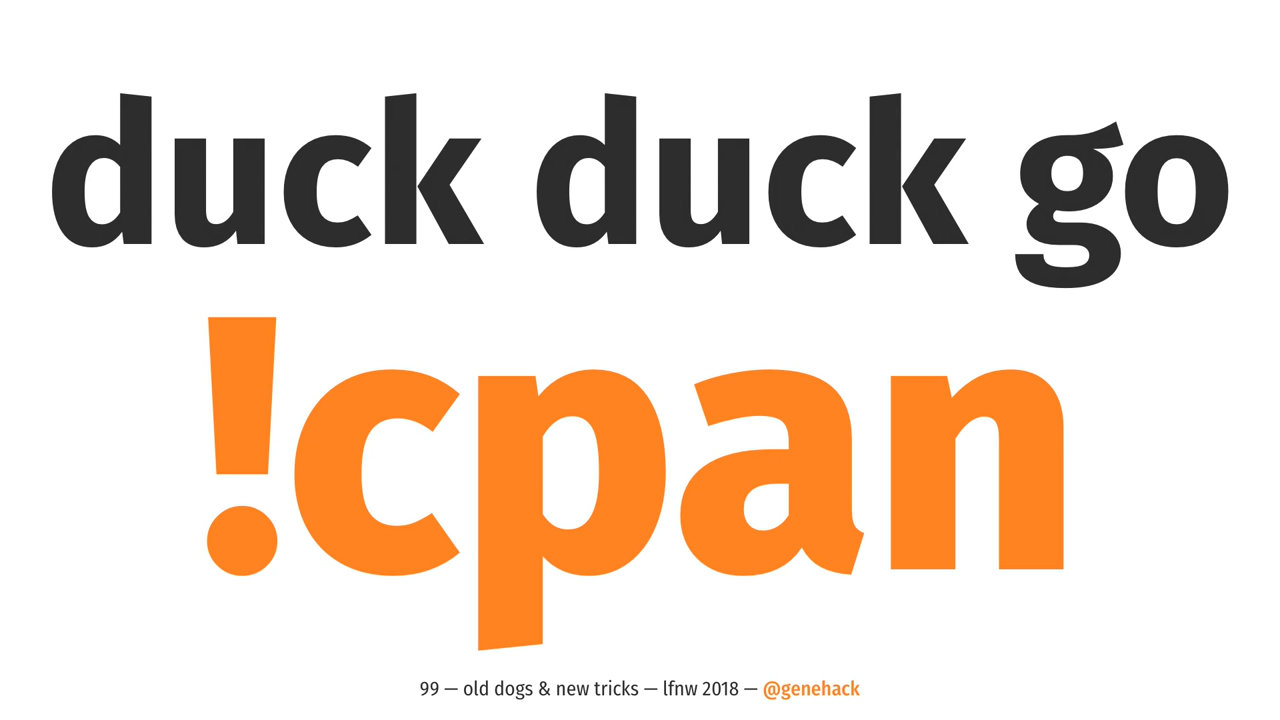 duck duck go
!cpan
99 — old dogs & new tricks — lfnw 2018 — @genehack